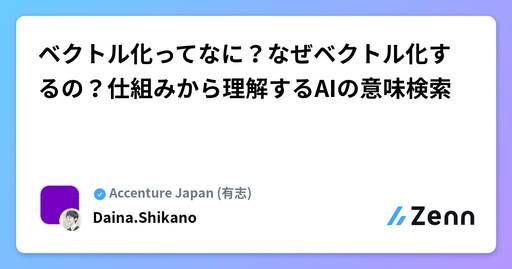 ベクトル化ってなに？なぜベクトル化す
るの？仕組みから理解するAIの意味検索
Accenture Japan (有志)
Daina.Shikano
Zenn